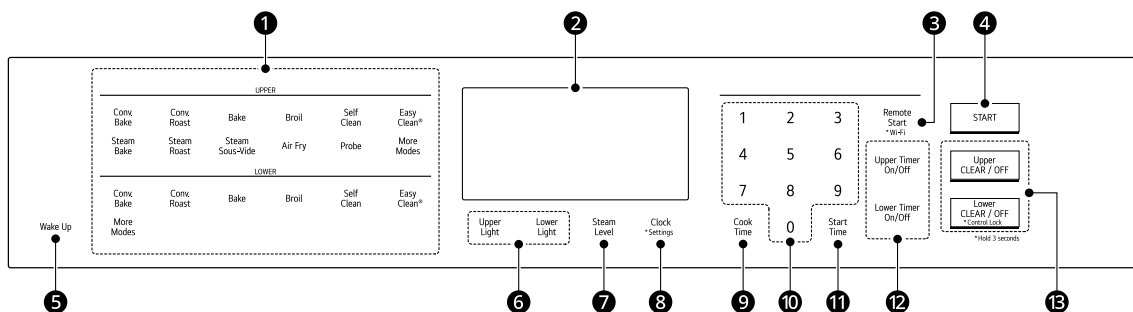 1
2
3
4
UPPER
Conv. Bake
Conv. Roast
Bake
Broil
Self Clean
Easy Clean®
Steam Bake
Steam Roast
Steam Sous-Vide
Air Fry
Probe
More Modes
LOWER
Conv. Bake
Conv. Roast
Bake
Broil
Self Clean
Easy Clean®
More Modes
Wake Up
Upper Light
Lower Light
Steam Level
Clock
*Settings
1 2 3
4 5 6
7 8 9
0
Cook Time
Start Time
Remote Start
*Wi-Fi
Upper Timer On/Off
Lower Timer On/Off
START
Upper
CLEAR / OFF
Lower
CLEAR / OFF
*Control Lock
*Hold 3 seconds
5
6
7
8
9
10
11
12
13